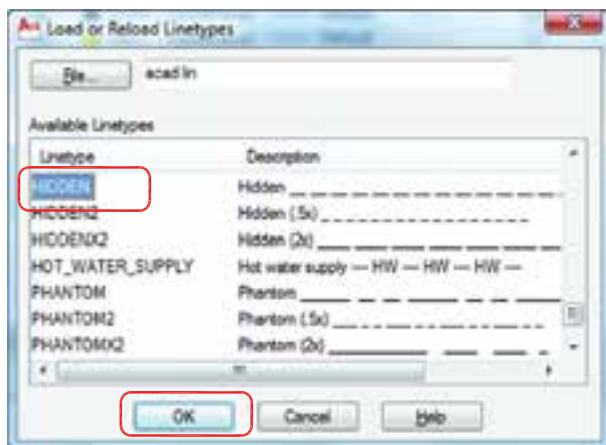 Load or Reload Linetypes
File... acad.lin
Available Linetypes
Linetype Description
HIDDEN Hidden
HIDDEN2 Hidden (.5x)
HIDDENX2 Hidden (2x)
HOT_WATER_SUPPLY Hot water supply — HW — HW — HW —
PHANTOM Phantom
PHANTOM2 Phantom (.5x)
PHANTOMX2 Phantom (2x)
OK Cancel Help